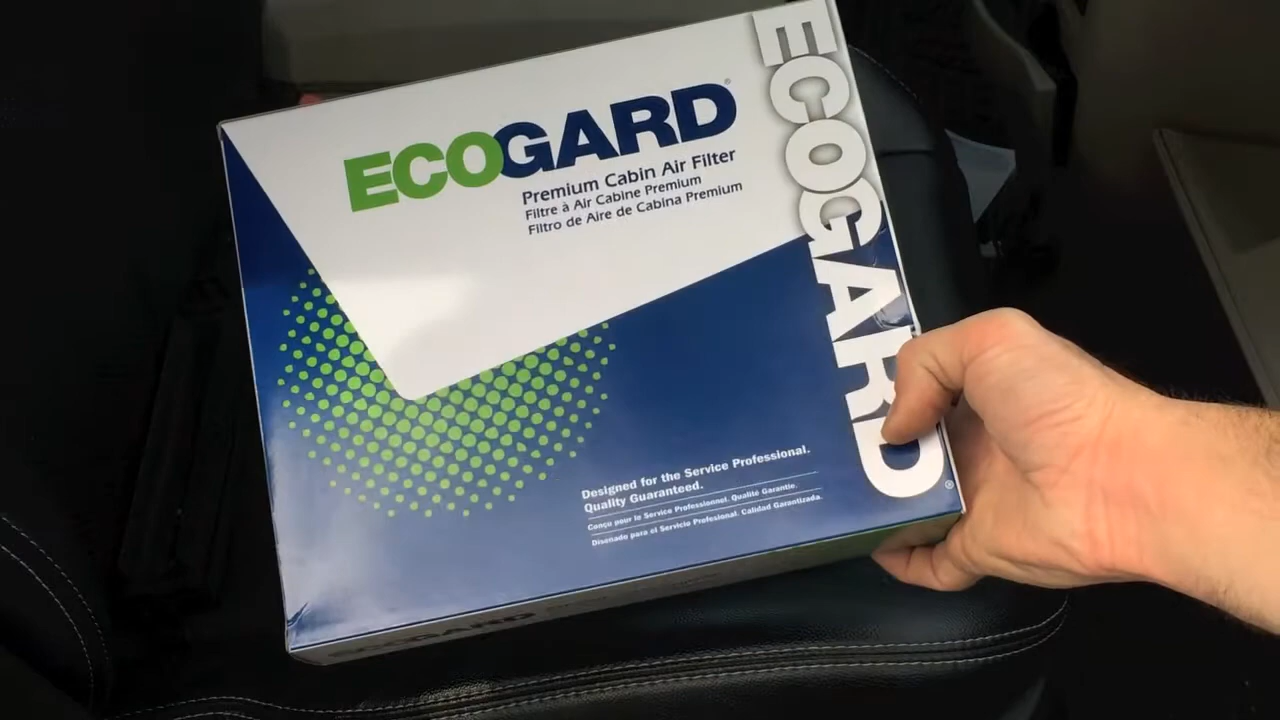 ECOGARD®
Premium Cabin Air Filter
Filtre à Air Cabine Premium
Filtro de Aire de Cabina Premium
ECOGARD®
Designed for the Service Professional.
Quality Guaranteed.
Conçu pour le Service Professionnel. Qualité Garantie.
Diseñado para el Servicio Profesional. Calidad Garantizada.
ECOGARD